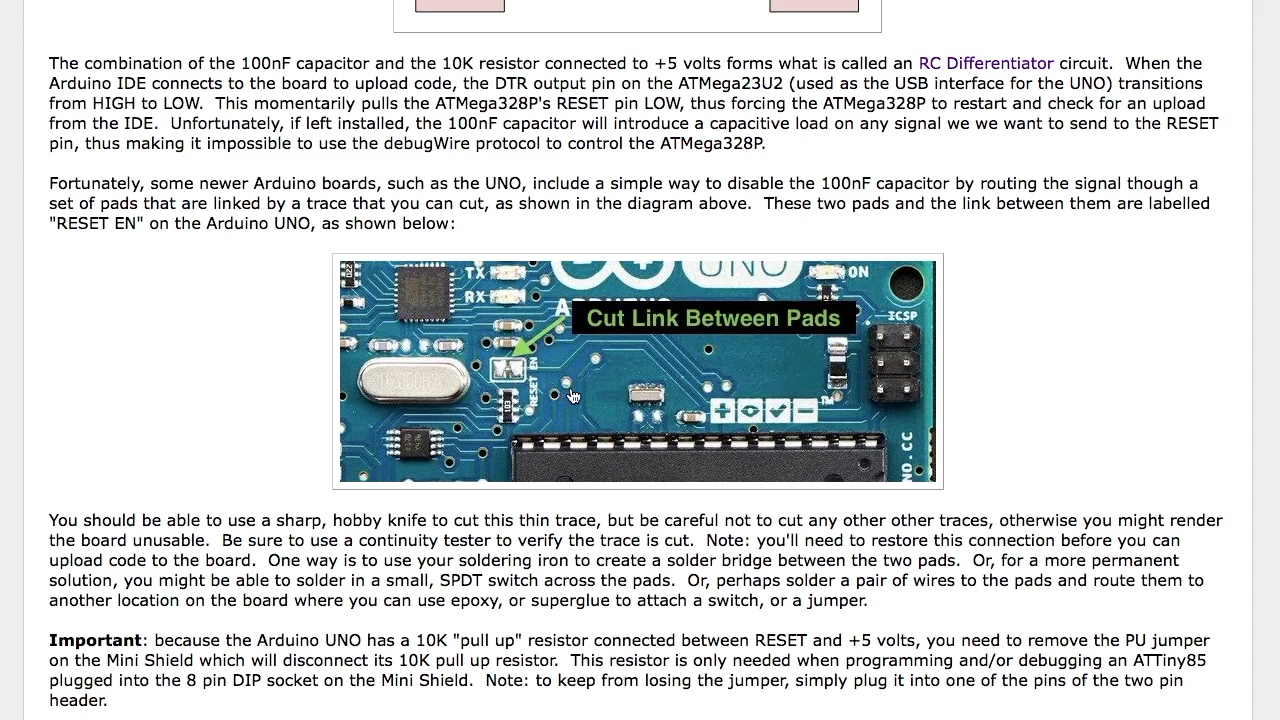 The combination of the 100nF capacitor and the 10K resistor connected to +5 volts forms what is called an RC Differentiator circuit.  When the
Arduino IDE connects to the board to upload code, the DTR output pin on the ATMega23U2 (used as the USB interface for the UNO) transitions
from HIGH to LOW.  This momentarily pulls the ATMega328P's RESET pin LOW, thus forcing the ATMega328P to restart and check for an upload
from the IDE.  Unfortunately, if left installed, the 100nF capacitor will introduce a capacitive load on any signal we we want to send to the RESET
pin, thus making it impossible to use the debugWire protocol to control the ATMega328P.
Fortunately, some newer Arduino boards, such as the UNO, include a simple way to disable the 100nF capacitor by routing the signal though a
set of pads that are linked by a trace that you can cut, as shown in the diagram above.  These two pads and the link between them are labelled
"RESET EN" on the Arduino UNO, as shown below:
UNO
TX
ON
RX
ICSP
Cut Link Between Pads
RESET EN
103
TM
You should be able to use a sharp, hobby knife to cut this thin trace, but be careful not to cut any other other traces, otherwise you might render
the board unusable.  Be sure to use a continuity tester to verify the trace is cut.  Note: you'll need to restore this connection before you can
upload code to the board.  One way is to use your soldering iron to create a solder bridge between the two pads.  Or, for a more permanent
solution, you might be able to solder in a small, SPDT switch across the pads.  Or, perhaps solder a pair of wires to the pads and route them to
another location on the board where you can use epoxy, or superglue to attach a switch, or a jumper.
Important: because the Arduino UNO has a 10K "pull up" resistor connected between RESET and +5 volts, you need to remove the PU jumper
on the Mini Shield which will disconnect its 10K pull up resistor.  This resistor is only needed when programming and/or debugging an ATTiny85
plugged into the 8 pin DIP socket on the Mini Shield.  Note: to keep from losing the jumper, simply plug it into one of the pins of the two pin
header.